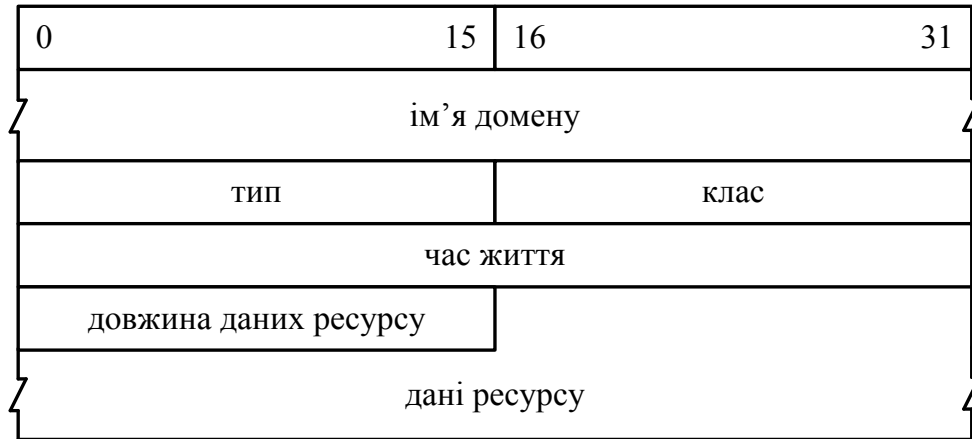 0 15 16 31
ім’я домену
тип клас
час життя
довжина даних ресурсу
дані ресурсу